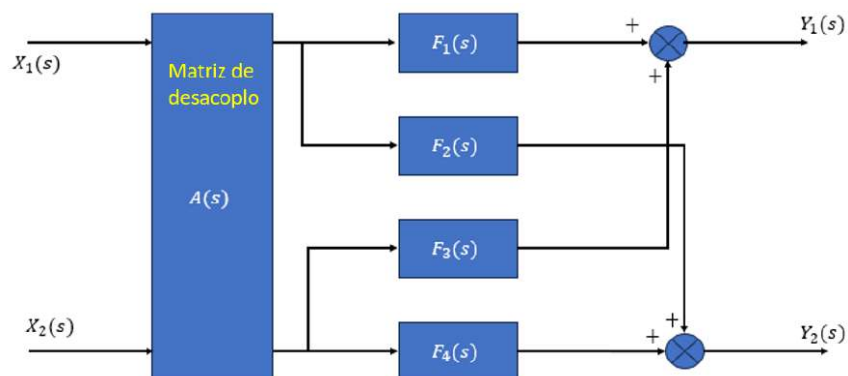 X₁(s)
Matriz de
desacoplo
A(s)
X₂(s)
F₁(s)
F₂(s)
F₃(s)
F₄(s)
+
+
Y₁(s)
+
+
Y₂(s)